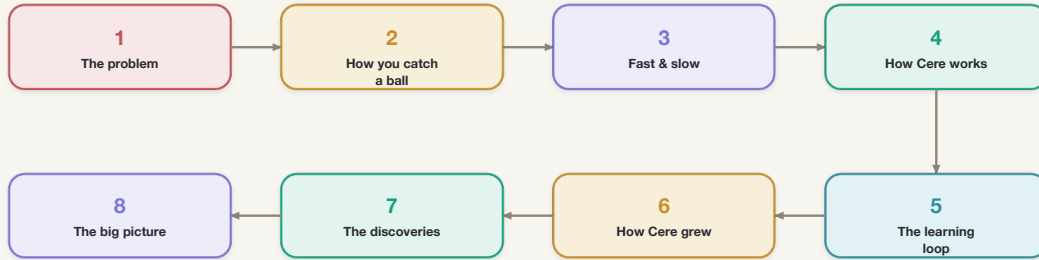 1
The problem
2
How you catch
a ball
3
Fast & slow
4
How Cere works
5
The learning
loop
6
How Cere grew
7
The discoveries
8
The big picture